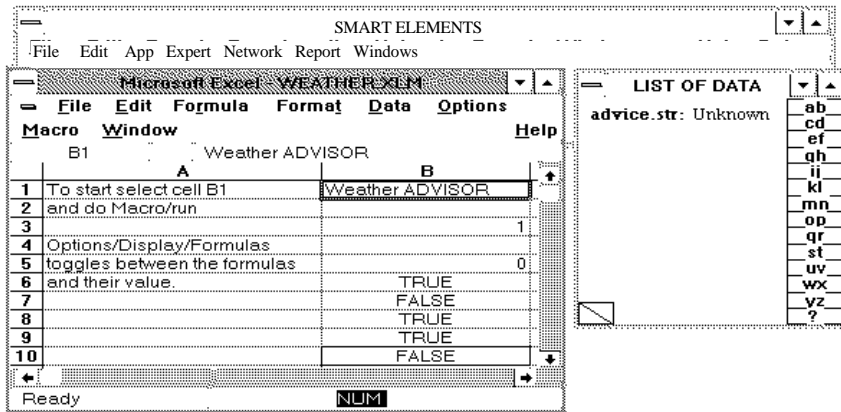 SMART ELEMENTS
File Edit App Expert Network Report Windows
Microsoft Excel - WEATHER.XLM
File Edit Formula Format Data Options
Macro Window Help
B1 Weather ADVISOR
A B
1 To start select cell B1 Weather ADVISOR
2 and do Macro/run
3 1
4 Options/Display/Formulas
5 toggles between the formulas 0
6 and their value. TRUE
7 FALSE
8 TRUE
9 TRUE
10 FALSE
Ready NUM
LIST OF DATA
advice.str: Unknown
ab
cd
ef
gh
ij
kl
mn
op
qr
st
uv
wx
yz
?